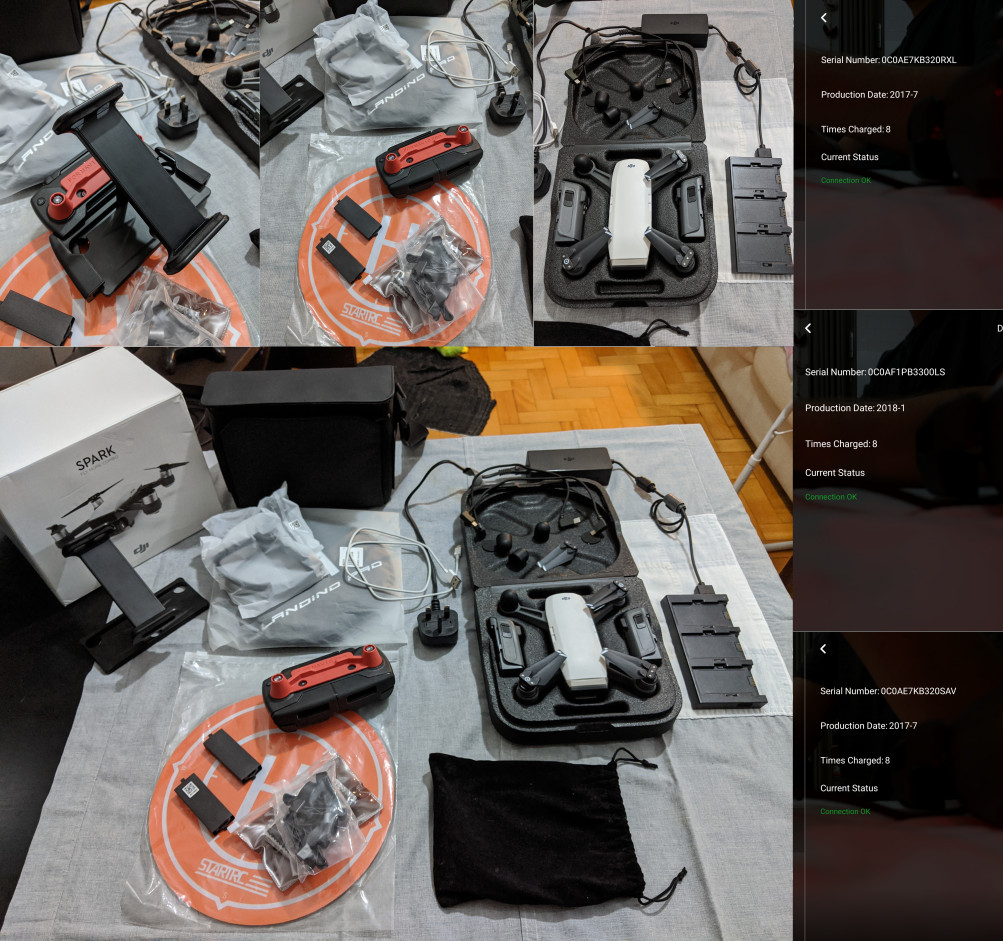 LANDING
STARTRC
Serial Number: 0C0AE7KB320RXL
Production Date: 2017-7
Times Charged: 8
Current Status
Connection OK
D
Serial Number: 0C0AF1PB3300LS
Production Date: 2018-1
Times Charged: 8
Current Status
Connection OK
SPARK
dji
LANDING
STARTRC
Serial Number: 0C0AE7KB320SAV
Production Date: 2017-7
Times Charged: 8
Current Status
Connection OK